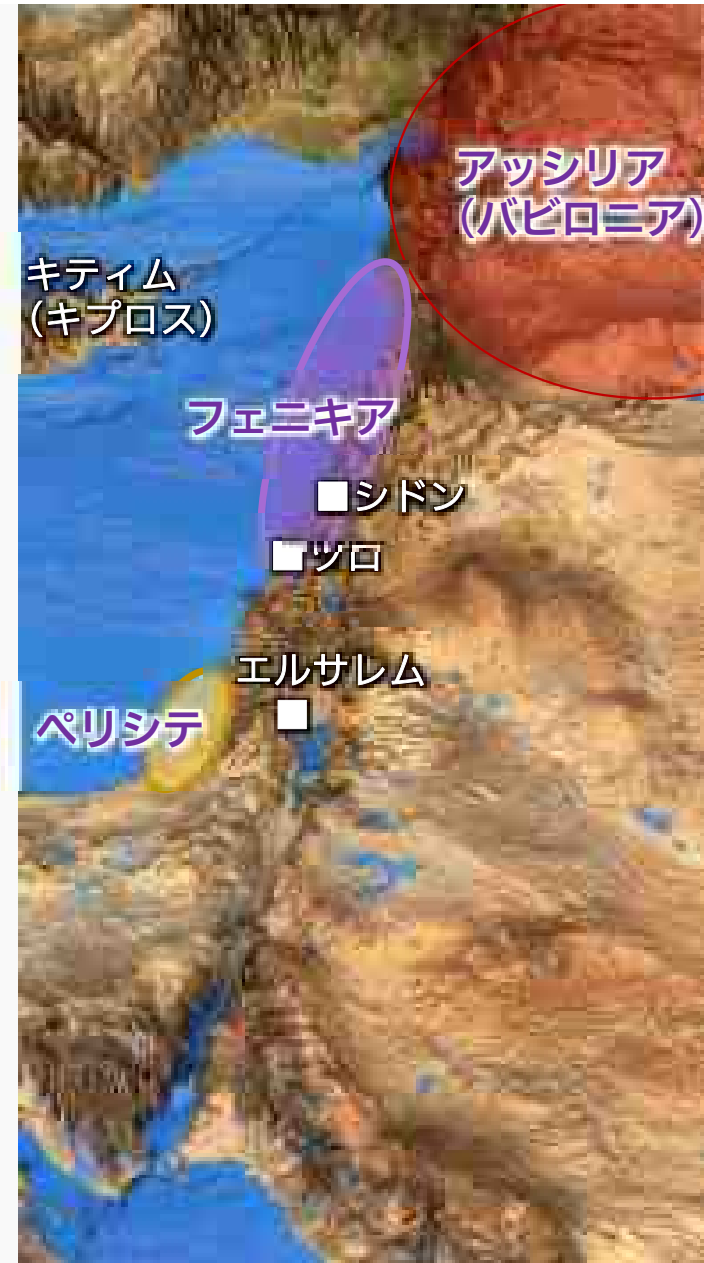 アッシリア
(バビロニア)
キティム
(キプロス)
フェニキア
シドン
ツロ
エルサレム
ペリシテ